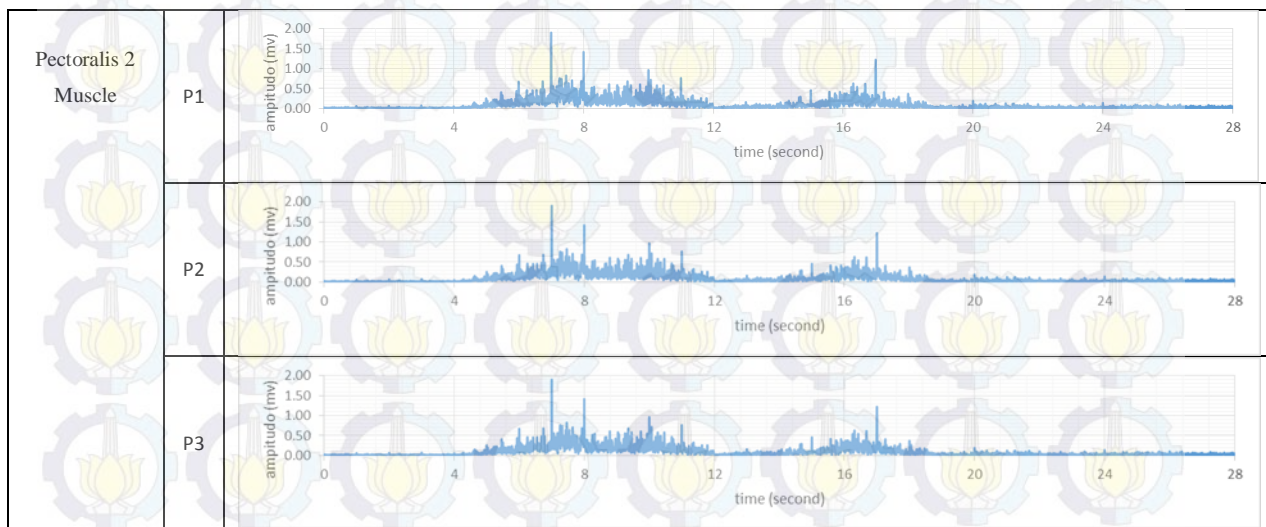 Pectoralis 2
Muscle
P1
ampitudo (mv)
2.00
1.50
1.00
0.50
0.00
0 4 8 12 16 20 24 28
time (second)
P2
ampitudo (mv)
2.00
1.50
1.00
0.50
0.00
0 4 8 12 16 20 24 28
time (second)
P3
ampitudo (mv)
2.00
1.50
1.00
0.50
0.00
0 4 8 12 16 20 24 28
time (second)